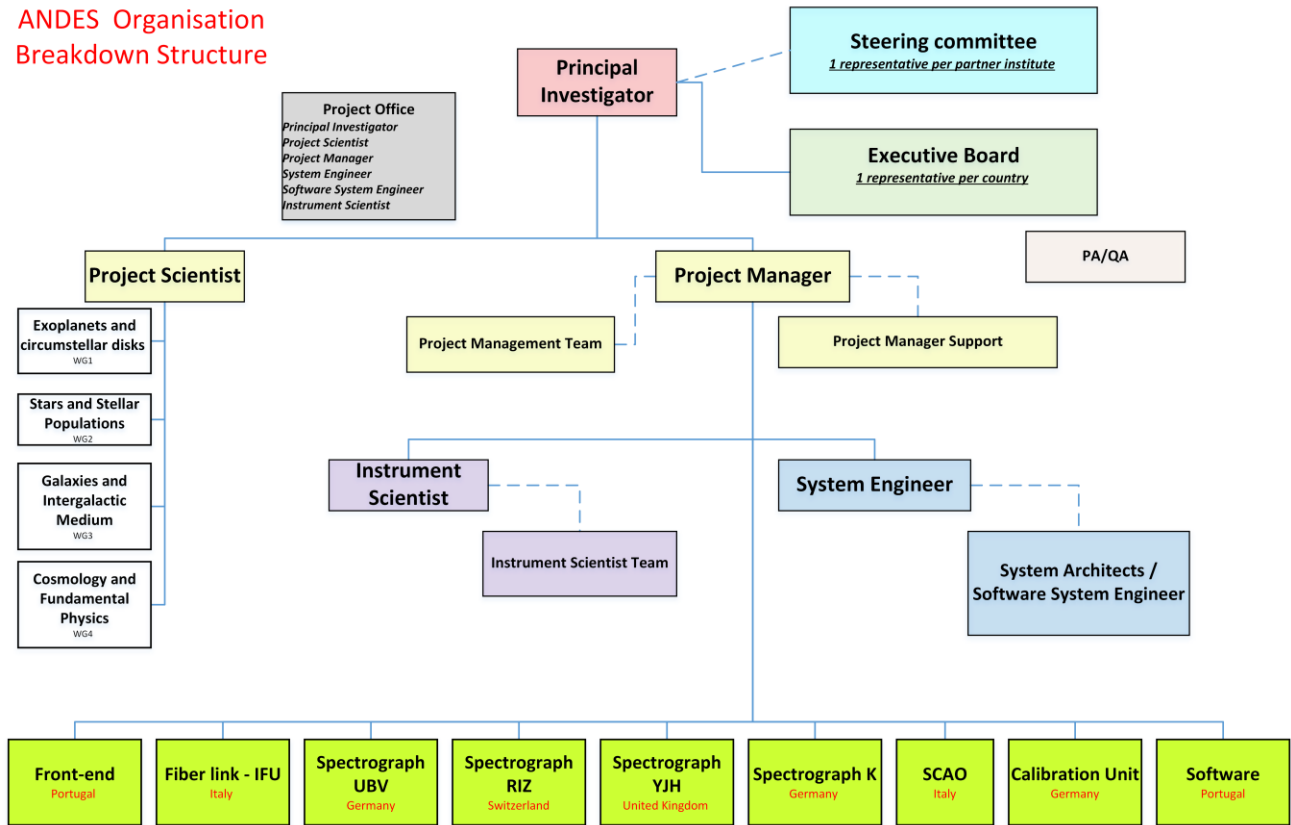 ANDES Organisation
Breakdown Structure
Principal
Investigator
Steering committee
1 representative per partner institute
Project Office
Principal Investigator
Project Scientist
Project Manager
System Engineer
Software System Engineer
Instrument Scientist
Executive Board
1 representative per country
Project Scientist
Project Manager
PA/QA
Exoplanets and
circumstellar disks
WG1
Project Management Team
Project Manager Support
Stars and Stellar
Populations
WG2
Galaxies and
Intergalactic
Medium
WG3
Instrument
Scientist
System Engineer
Instrument Scientist Team
System Architects /
Software System Engineer
Cosmology and
Fundamental
Physics
WG4
Front-end
Portugal
Fiber link - IFU
Italy
Spectrograph
UBV
Germany
Spectrograph
RIZ
Switzerland
Spectrograph
YJH
United Kingdom
Spectrograph K
Germany
SCAO
Italy
Calibration Unit
Germany
Software
Portugal